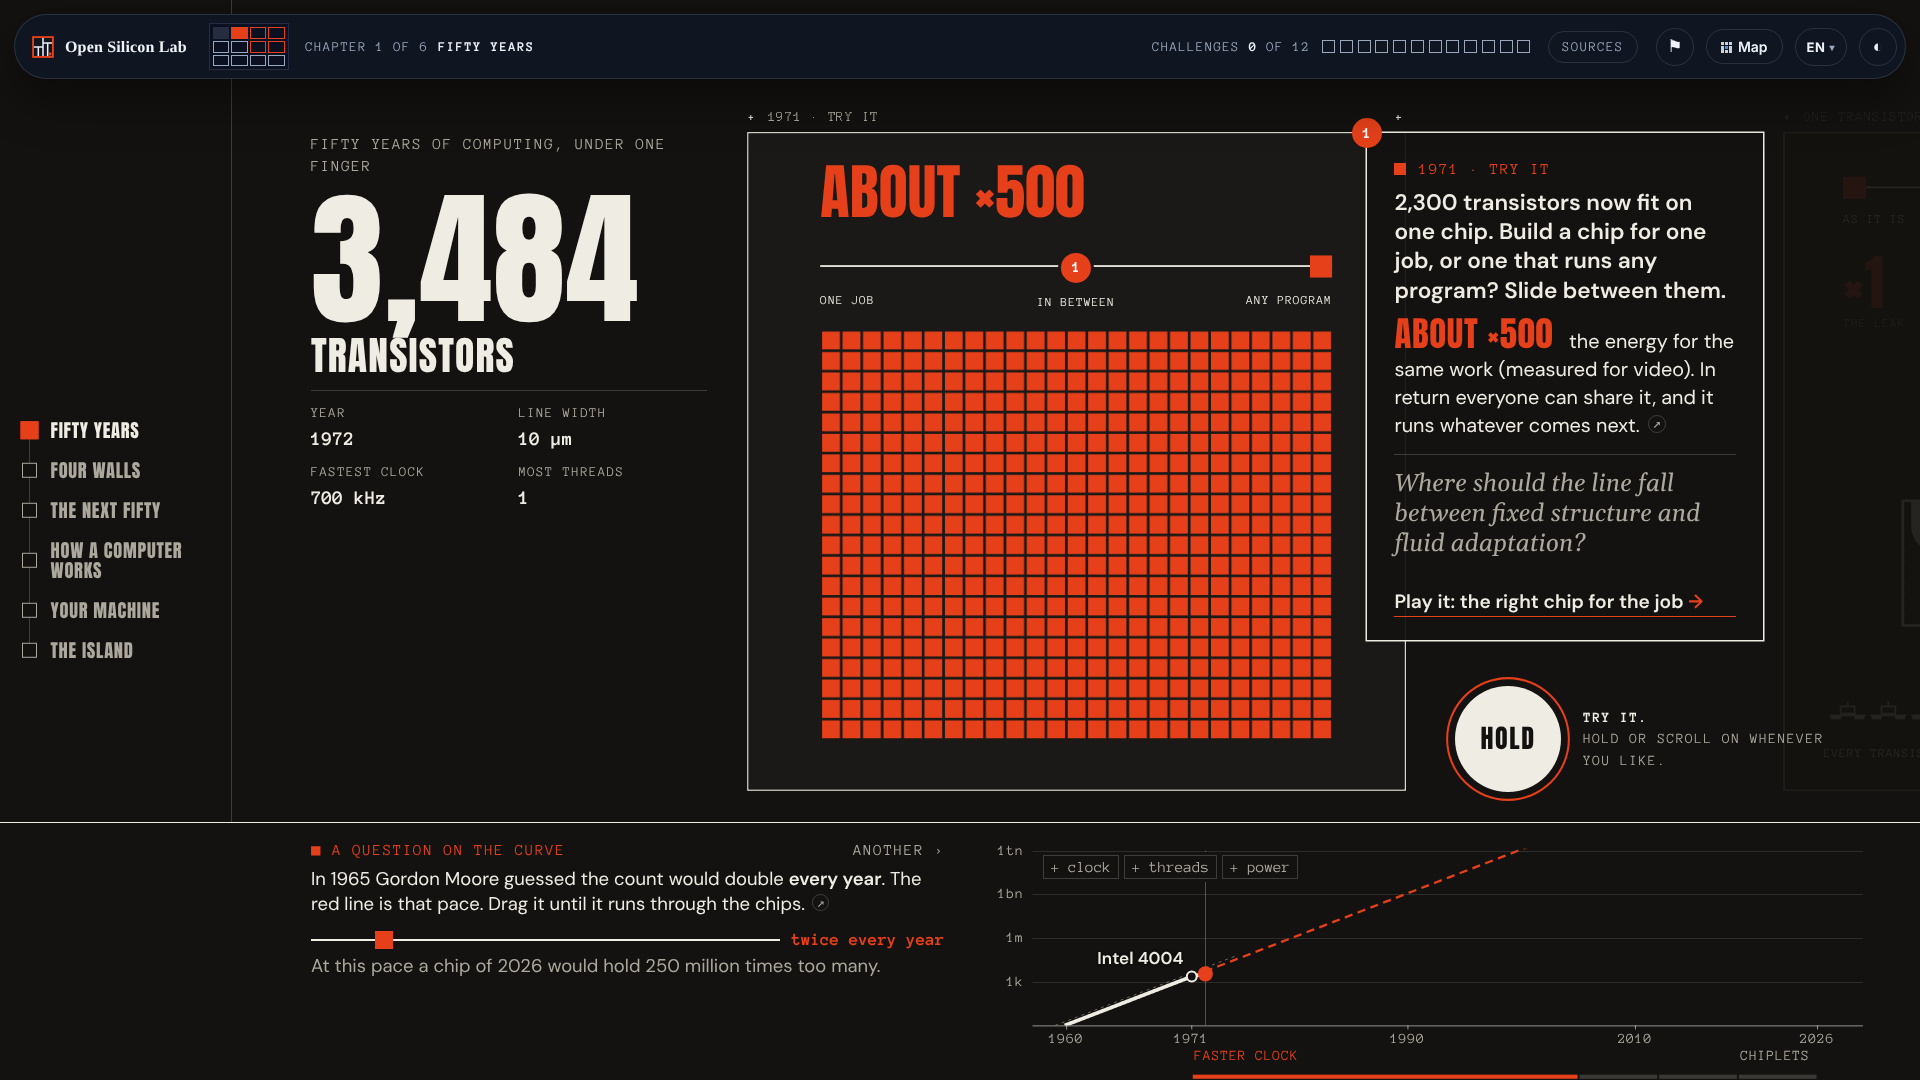 Open Silicon Lab
CHAPTER 1 OF 6 FIFTY YEARS
CHALLENGES 0 OF 12
SOURCES
Map
EN
FIFTY YEARS
FOUR WALLS
THE NEXT FIFTY
HOW A COMPUTER
WORKS
YOUR MACHINE
THE ISLAND
FIFTY YEARS OF COMPUTING, UNDER ONE
FINGER
3,484
TRANSISTORS
YEAR
1972
LINE WIDTH
10 µm
FASTEST CLOCK
700 kHz
MOST THREADS
1
+ 1971 · TRY IT
ABOUT ×500
1
ONE JOB
IN BETWEEN
ANY PROGRAM
+
1
1971 · TRY IT
2,300 transistors now fit on
one chip. Build a chip for one
job, or one that runs any
program? Slide between them.
ABOUT ×500 the energy for the
same work (measured for video). In
return everyone can share it, and it
runs whatever comes next. ↗
Where should the line fall
between fixed structure and
fluid adaptation?
Play it: the right chip for the job →
HOLD
TRY IT.
HOLD OR SCROLL ON WHENEVER
YOU LIKE.
AS IT IS
×1
THE LEAK
A QUESTION ON THE CURVE
ANOTHER ›
In 1965 Gordon Moore guessed the count would double every year. The
red line is that pace. Drag it until it runs through the chips. ↗
twice every year
At this pace a chip of 2026 would hold 250 million times too many.
1tn
1bn
1m
1k
+ clock
+ threads
+ power
Intel 4004
1960
1971
1990
2010
2026
FASTER CLOCK
CHIPLETS